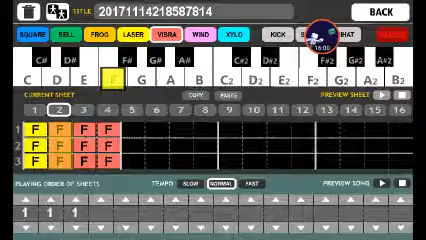 TITLE 20171114218587814 BACK
SQUARE BELL FROG LASER VIBRA WIND XYLO KICK HIHAT
16:00
C# D# F# G# A# C#2 D#2 F#2 A#2
C D E F G A B C2 D2 E2 F2 G2 A2 B2
CURRENT SHEET COPY PASTE PREVIEW SHEET
1 2 3 4 5 6 7 8 9 10 11 12 13 14 15 16
1 F F F F
2 F F F F
3 F F F F
PLAYING ORDER OF SHEETS TEMPO SLOW NORMAL FAST PREVIEW SONG
1 1 1